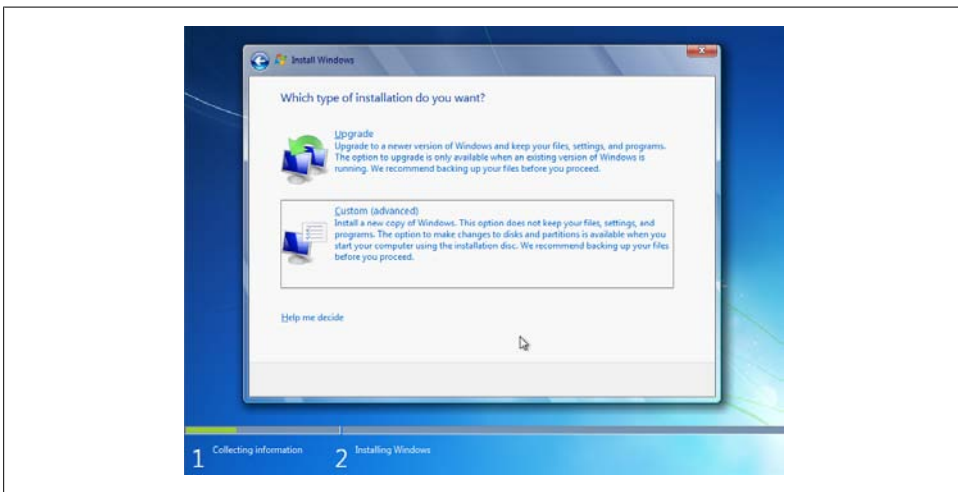 Install Windows
Which type of installation do you want?
Upgrade
Upgrade to a newer version of Windows and keep your files, settings, and programs.
The option to upgrade is only available when an existing version of Windows is
running. We recommend backing up your files before you proceed.
Custom (advanced)
Install a new copy of Windows. This option does not keep your files, settings, and
programs. The option to make changes to disks and partitions is available when you
start your computer using the installation disc. We recommend backing up your files
before you proceed.
Help me decide
1 Collecting information 2 Installing Windows